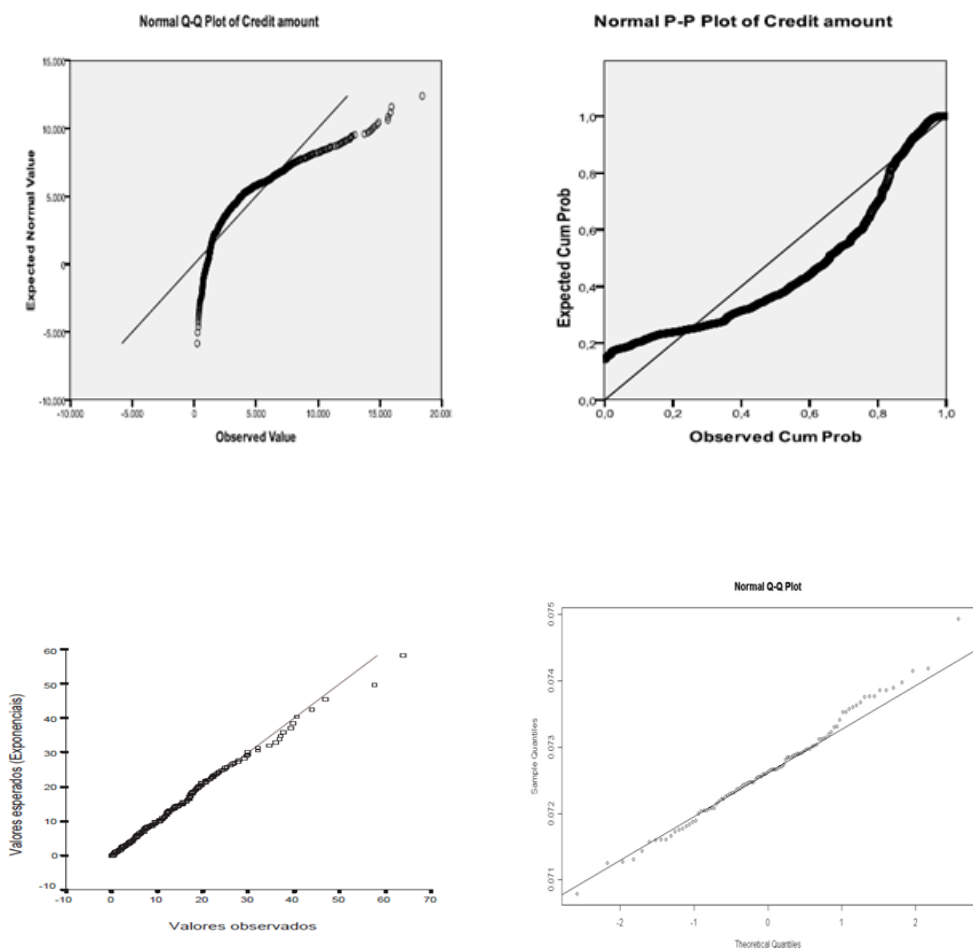 Normal Q-Q Plot of Credit amount
15.000
10.000
5.000
0
-5.000
-10.000
Expected Normal Value
-10.000 -5.000 0 5.000 10.000 15.000 20.00
Observed Value
Normal P-P Plot of Credit amount
1,0
0,8
0,6
0,4
0,2
0,0
Expected Cum Prob
0,0 0,2 0,4 0,6 0,8 1,0
Observed Cum Prob
60
50
40
30
20
10
0
-10
Valores esperados (Exponenciais)
-10 0 10 20 30 40 50 60 70
Valores observados
Normal Q-Q Plot
0.075
0.074
0.073
0.072
0.071
Sample Quantiles
-2 -1 0 1 2
Theoretical Quantiles